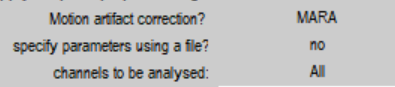 Motion artifact correction? MARA
specify parameters using a file? no
channels to be analysed: All